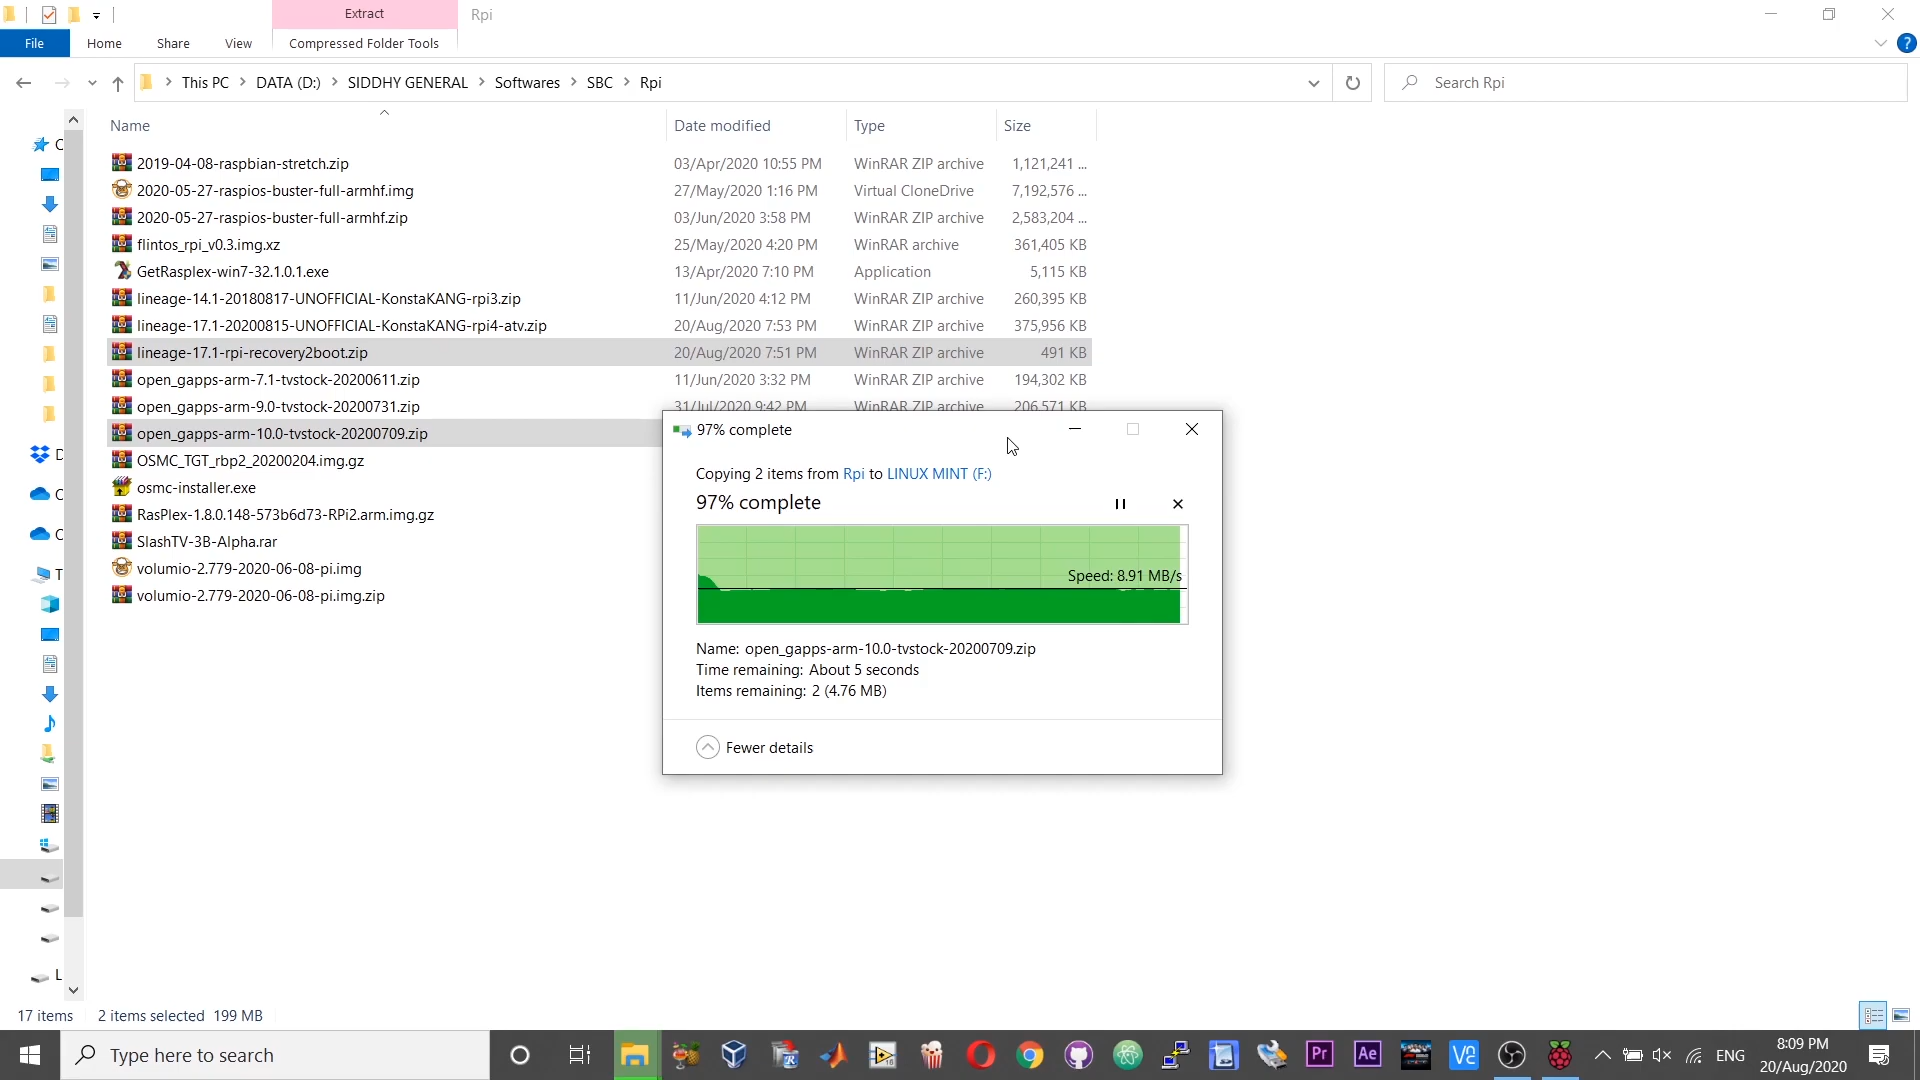 Extract
Rpi
File Home Share View Compressed Folder Tools
This PC DATA (D:) SIDDHY GENERAL Softwares SBC Rpi
Search Rpi
Name Date modified Type Size
2019-04-08-raspbian-stretch.zip 03/Apr/2020 10:55 PM WinRAR ZIP archive 1,121,241 ...
2020-05-27-raspios-buster-full-armhf.img 27/May/2020 1:16 PM Virtual CloneDrive 7,192,576 ...
2020-05-27-raspios-buster-full-armhf.zip 03/Jun/2020 3:58 PM WinRAR ZIP archive 2,583,204 ...
flintos_rpi_v0.3.img.xz 25/May/2020 4:20 PM WinRAR archive 361,405 KB
GetRasplex-win7-32.1.0.1.exe 13/Apr/2020 7:10 PM Application 5,115 KB
lineage-14.1-20180817-UNOFFICIAL-KonstaKANG-rpi3.zip 11/Jun/2020 4:12 PM WinRAR ZIP archive 260,395 KB
lineage-17.1-20200815-UNOFFICIAL-KonstaKANG-rpi4-atv.zip 20/Aug/2020 7:53 PM WinRAR ZIP archive 375,956 KB
lineage-17.1-rpi-recovery2boot.zip 20/Aug/2020 7:51 PM WinRAR ZIP archive 491 KB
open_gapps-arm-7.1-tvstock-20200611.zip 11/Jun/2020 3:32 PM WinRAR ZIP archive 194,302 KB
open_gapps-arm-9.0-tvstock-20200731.zip 31/Jul/2020 9:42 PM WinRAR ZIP archive 206,571 KB
open_gapps-arm-10.0-tvstock-20200709.zip
OSMC_TGT_rbp2_20200204.img.gz
osmc-installer.exe
RasPlex-1.8.0.148-573b6d73-RPi2.arm.img.gz
SlashTV-3B-Alpha.rar
volumio-2.779-2020-06-08-pi.img
volumio-2.779-2020-06-08-pi.img.zip
97% complete
Copying 2 items from Rpi to LINUX MINT (F:)
97% complete
Speed: 8.91 MB/s
Name: open_gapps-arm-10.0-tvstock-20200709.zip
Time remaining: About 5 seconds
Items remaining: 2 (4.76 MB)
Fewer details
17 items 2 items selected 199 MB
Type here to search
Pr
Ae
ENG
8:09 PM
20/Aug/2020